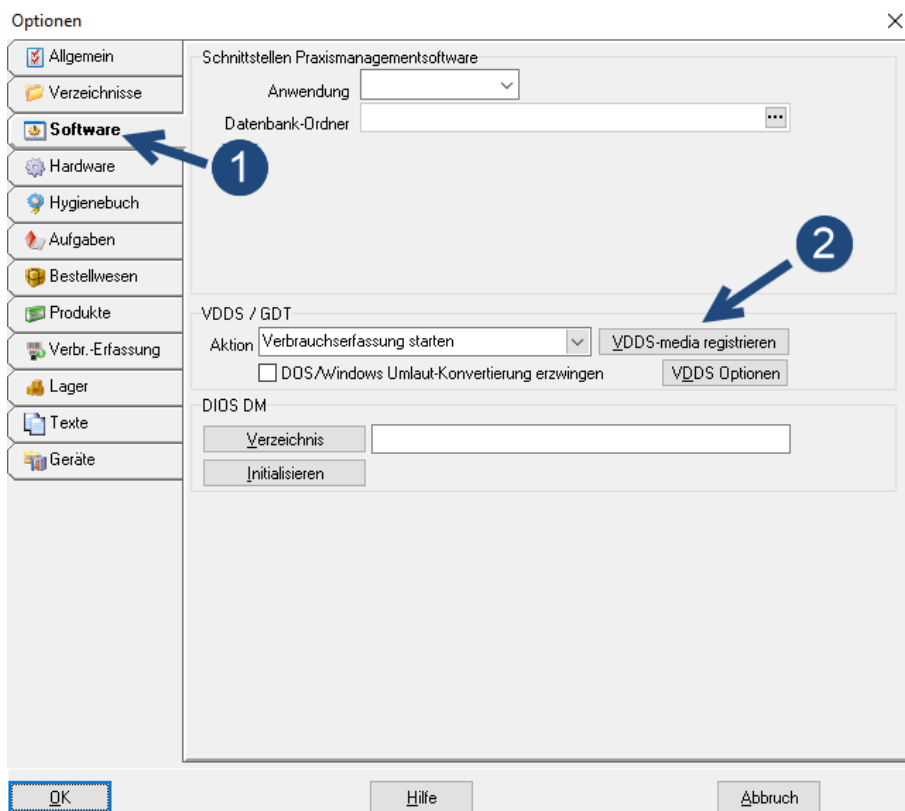 Optionen
Allgemein
Verzeichnisse
Software
Hardware
Hygienebuch
Aufgaben
Bestellwesen
Produkte
Verbr.-Erfassung
Lager
Texte
Geräte
Schnittstellen Praxismanagementsoftware
Anwendung
Datenbank-Ordner ...
1
2
VDDS / GDT
Aktion Verbrauchserfassung starten VDDS-media registrieren
DOS/Windows Umlaut-Konvertierung erzwingen VDDS Optionen
DIOS DM
Verzeichnis
Initialisieren
OK Hilfe Abbruch